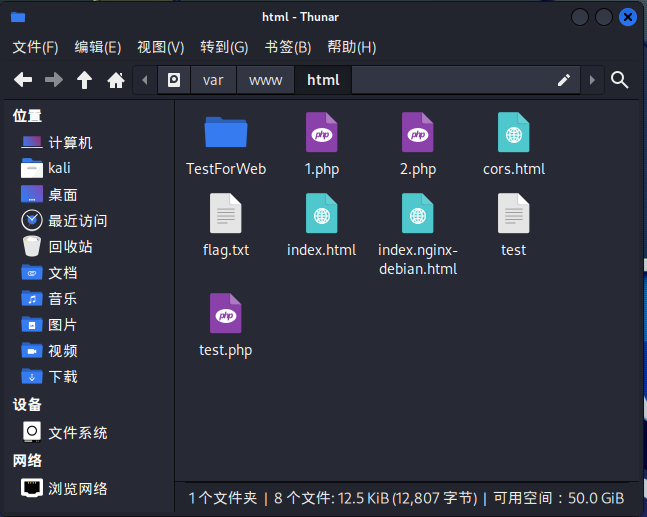 html - Thunar
文件(F) 编辑(E) 视图(V) 转到(G) 书签(B) 帮助(H)
var www html
位置
计算机
kali
桌面
最近访问
回收站
文档
音乐
图片
视频
下载
设备
文件系统
网络
浏览网络
TestForWeb
php
1.php
php
2.php
cors.html
flag.txt
index.html
index.nginx-
debian.html
test
php
test.php
1 个文件夹 | 8 个文件: 12.5 KiB (12,807 字节) | 可用空间：50.0 GiB